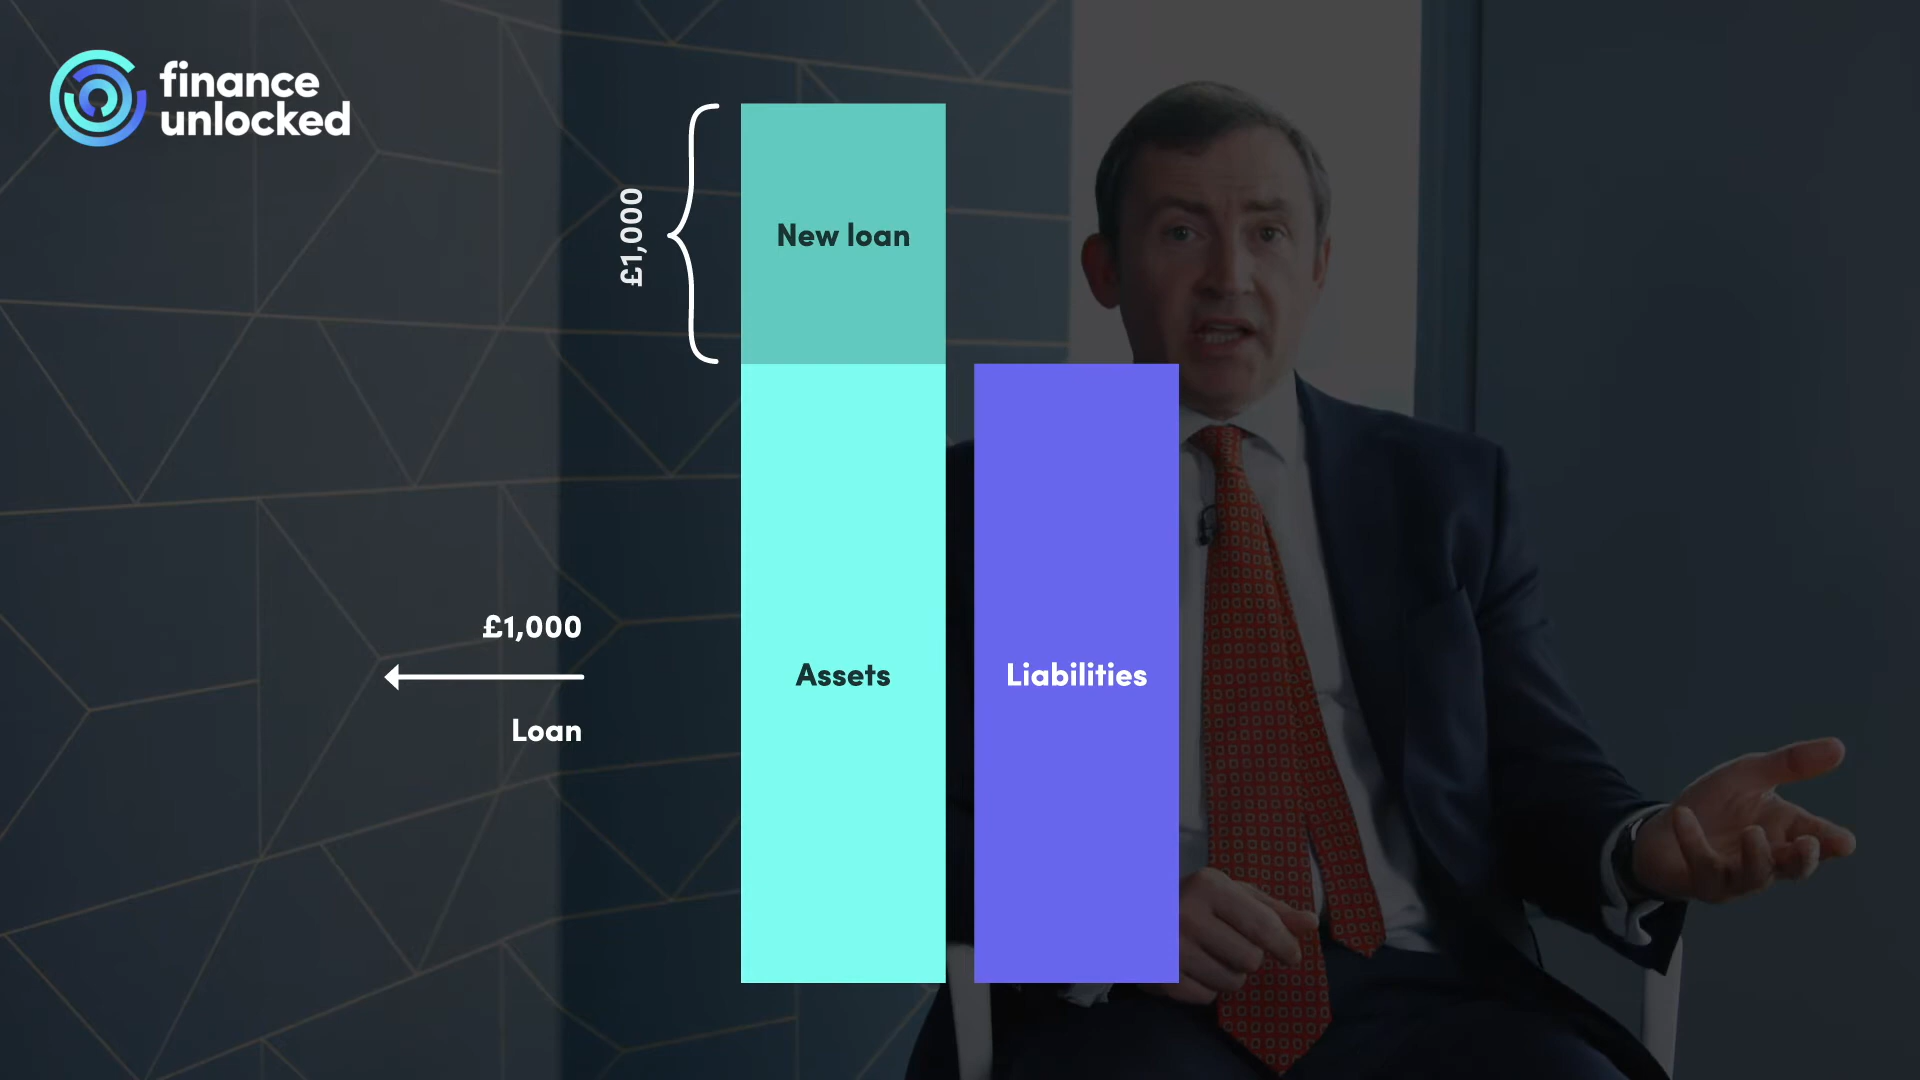 finance
unlocked
£1,000
New loan
£1,000
Loan
Assets
Liabilities